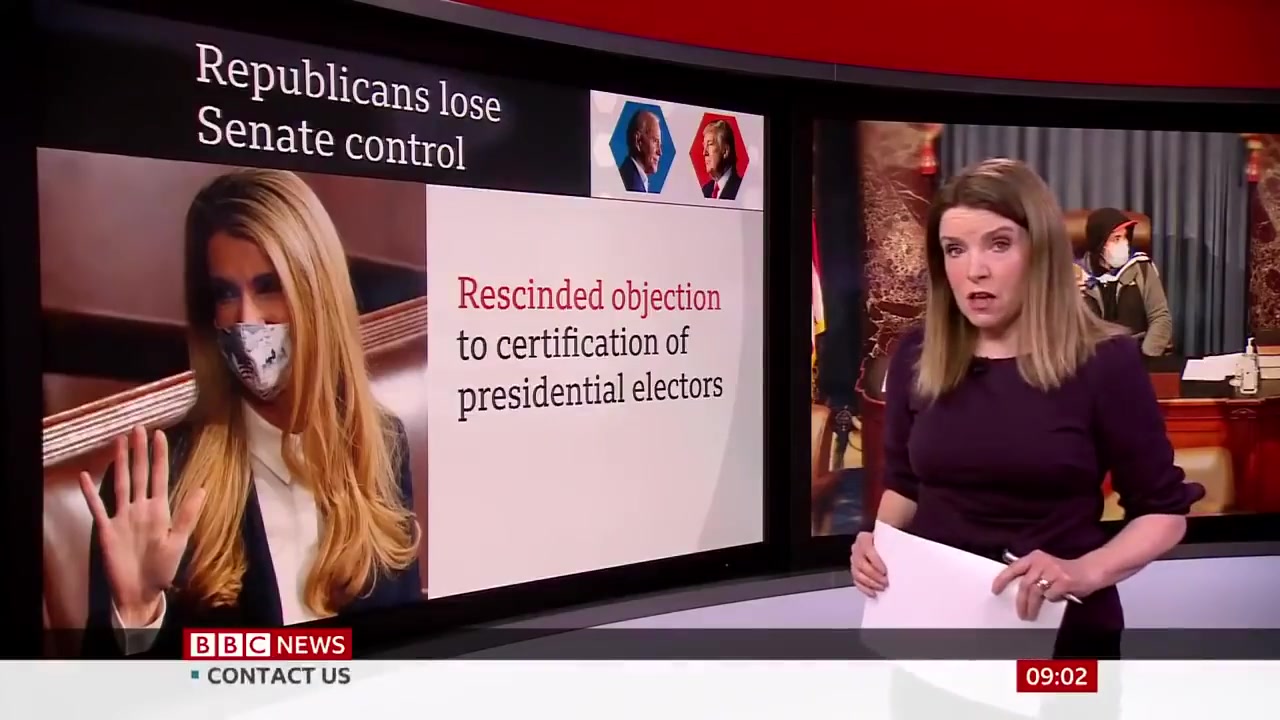 Republicans lose
Senate control
Rescinded objection
to certification of
presidential electors
BBC NEWS
CONTACT US
09:02